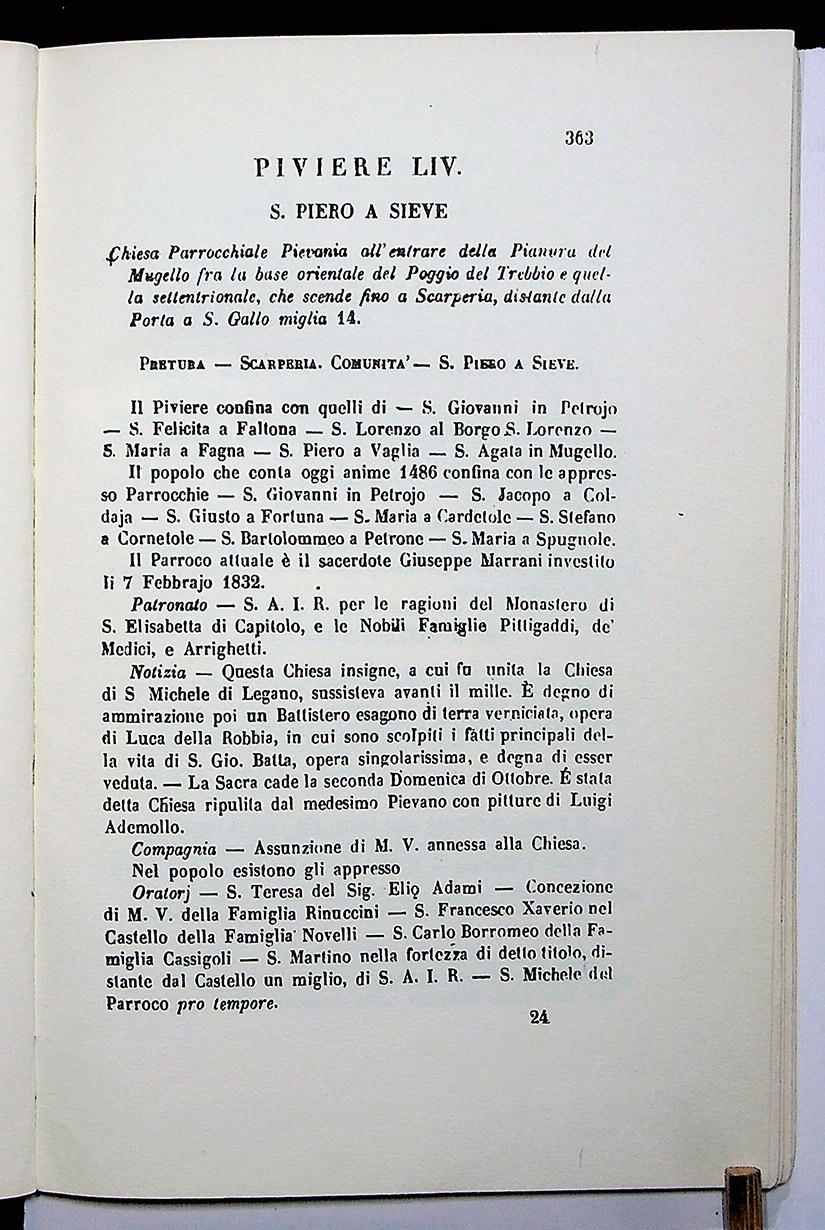 363
PIVIERE LIV.
S. PIERO A SIEVE
Chiesa Parrocchiale Pievania all'entrare della Pianura del
Mugello fra la base orientale del Poggio del Trebbio e quel-
la settentrionale, che scende fino a Scarperia, distante dalla
Porta a S. Gallo miglia 14.
PRETURA — SCARPERIA. COMUNITA' — S. PIERO A SIEVE.
Il Piviere confina con quelli di — S. Giovanni in Petrojo
— S. Felicita a Faltona — S. Lorenzo al Borgo S. Lorenzo —
S. Maria a Fagna — S. Piero a Vaglia — S. Agata in Mugello.
Il popolo che conta oggi anime 1486 confina con le appres-
so Parrocchie — S. Giovanni in Petrojo — S. Jacopo a Col-
daja — S. Giusto a Fortuna — S. Maria a Cardetole — S. Stefano
a Cornetole — S. Bartolommeo a Petrone — S. Maria a Spugnole.
Il Parroco attuale è il sacerdote Giuseppe Marrani investito
li 7 Febbrajo 1832.
Patronato — S. A. I. R. per le ragioni del Monastero di
S. Elisabetta di Capitolo, e le Nobili Famiglie Pittigaddi, de'
Medici, e Arrighetti.
Notizia — Questa Chiesa insigne, a cui fu unita la Chiesa
di S Michele di Legano, sussisteva avanti il mille. È degno di
ammirazione poi un Battistero esagono di terra verniciata, opera
di Luca della Robbia, in cui sono scolpiti i fatti principali del-
la vita di S. Gio. Batta, opera singolarissima, e degna di esser
veduta. — La Sacra cade la seconda Domenica di Ottobre. É stata
detta Chiesa ripulita dal medesimo Pievano con pitture di Luigi
Ademollo.
Compagnia — Assunzione di M. V. annessa alla Chiesa.
Nel popolo esistono gli appresso
Oratorj — S. Teresa del Sig. Elio Adami — Concezione
di M. V. della Famiglia Rinuccini — S. Francesco Xaverio nel
Castello della Famiglia Novelli — S. Carlo Borromeo della Fa-
miglia Cassigoli — S. Martino nella fortezza di detto titolo, di-
stante dal Castello un miglio, di S. A. I. R. — S. Michele del
Parroco pro tempore.
24